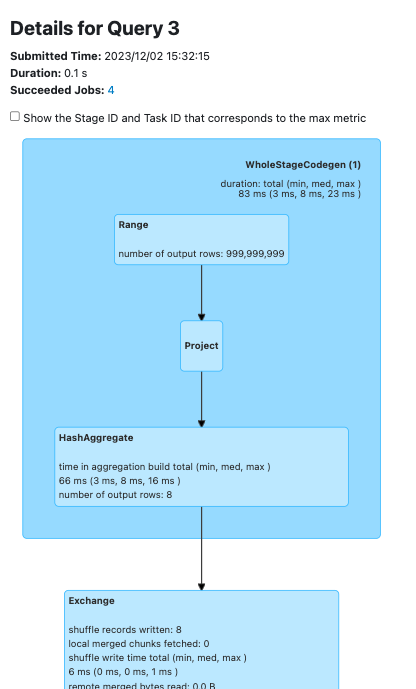 Details for Query 3
Submitted Time: 2023/12/02 15:32:15
Duration: 0.1 s
Succeeded Jobs: 4
Show the Stage ID and Task ID that corresponds to the max metric
WholeStageCodegen (1)
duration: total (min, med, max )
83 ms (3 ms, 8 ms, 23 ms )
Range
number of output rows: 999,999,999
Project
HashAggregate
time in aggregation build total (min, med, max )
66 ms (3 ms, 8 ms, 16 ms )
number of output rows: 8
Exchange
shuffle records written: 8
local merged chunks fetched: 0
shuffle write time total (min, med, max )
6 ms (0 ms, 0 ms, 1 ms )
remote merged bytes read: 0.0 B